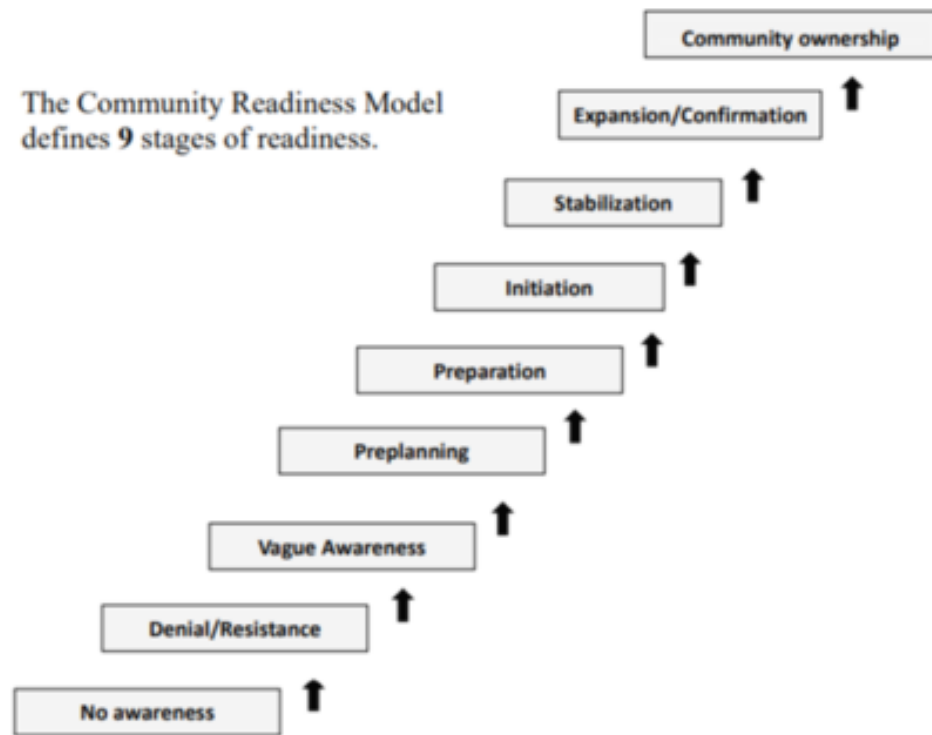 Community ownership
The Community Readiness Model
defines 9 stages of readiness.
Expansion/Confirmation
Stabilization
Initiation
Preparation
Preplanning
Vague Awareness
Denial/Resistance
No awareness